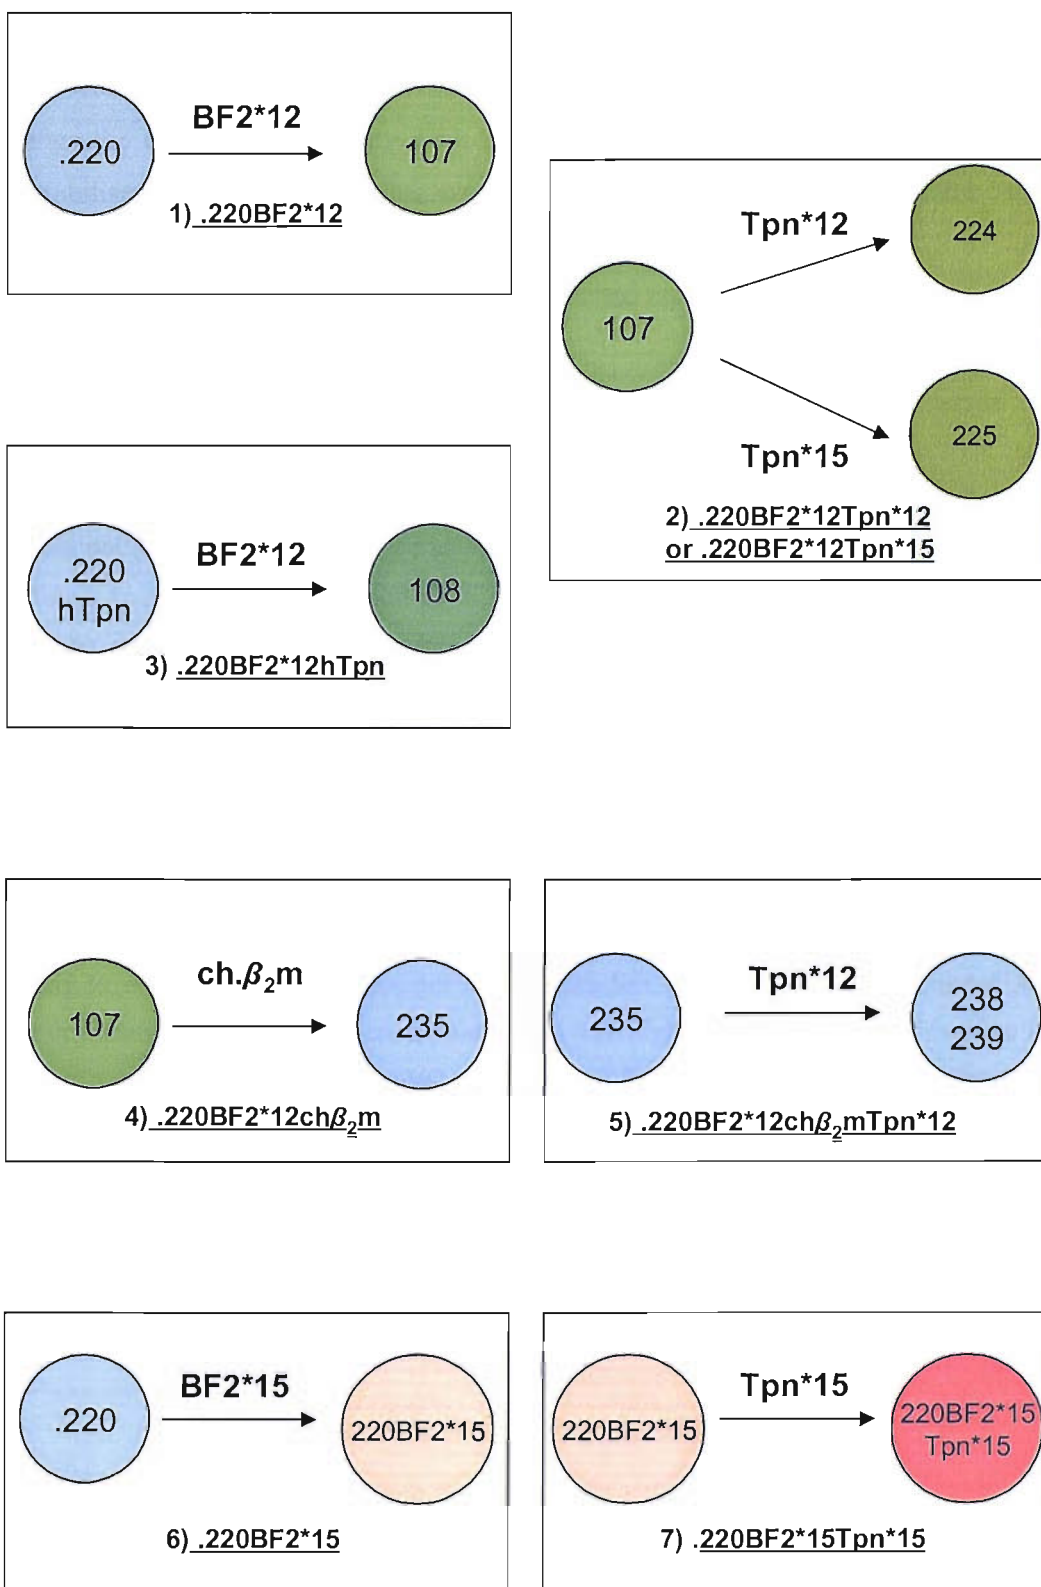 BF2*12
.220
107
1) .220BF2*12
Tpn*12
224
107
225
Tpn*15
2) .220BF2*12Tpn*12
or .220BF2*12Tpn*15
BF2*12
.220
hTpn
108
3) .220BF2*12hTpn
ch.β₂m
107
235
4) .220BF2*12chβ₂m
Tpn*12
235
238
239
5) .220BF2*12chβ₂mTpn*12
BF2*15
.220
220BF2*15
6) .220BF2*15
Tpn*15
220BF2*15
220BF2*15
Tpn*15
7) .220BF2*15Tpn*15